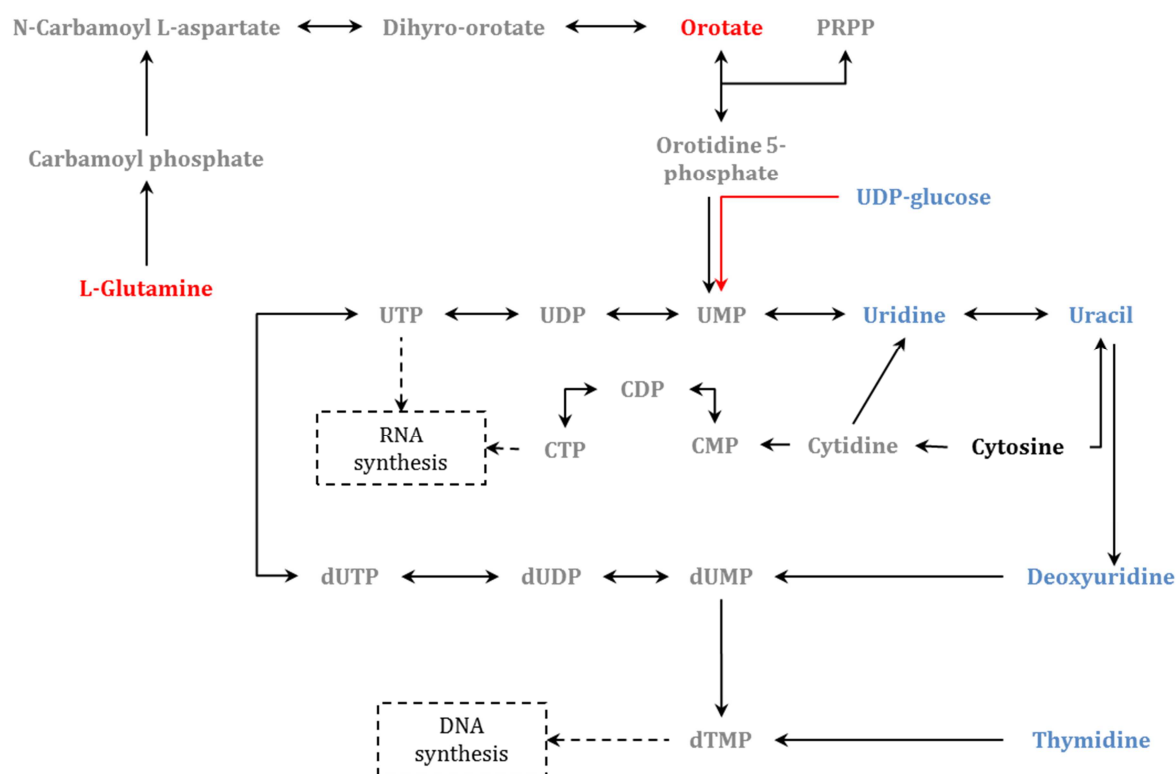 N-Carbamoyl L-aspartate
Dihyro-orotate
Orotate
PRPP
Carbamoyl phosphate
Orotidine 5-
phosphate
UDP-glucose
L-Glutamine
UTP
UDP
UMP
Uridine
Uracil
CDP
RNA
synthesis
CTP
CMP
Cytidine
Cytosine
dUTP
dUDP
dUMP
Deoxyuridine
DNA
synthesis
dTMP
Thymidine